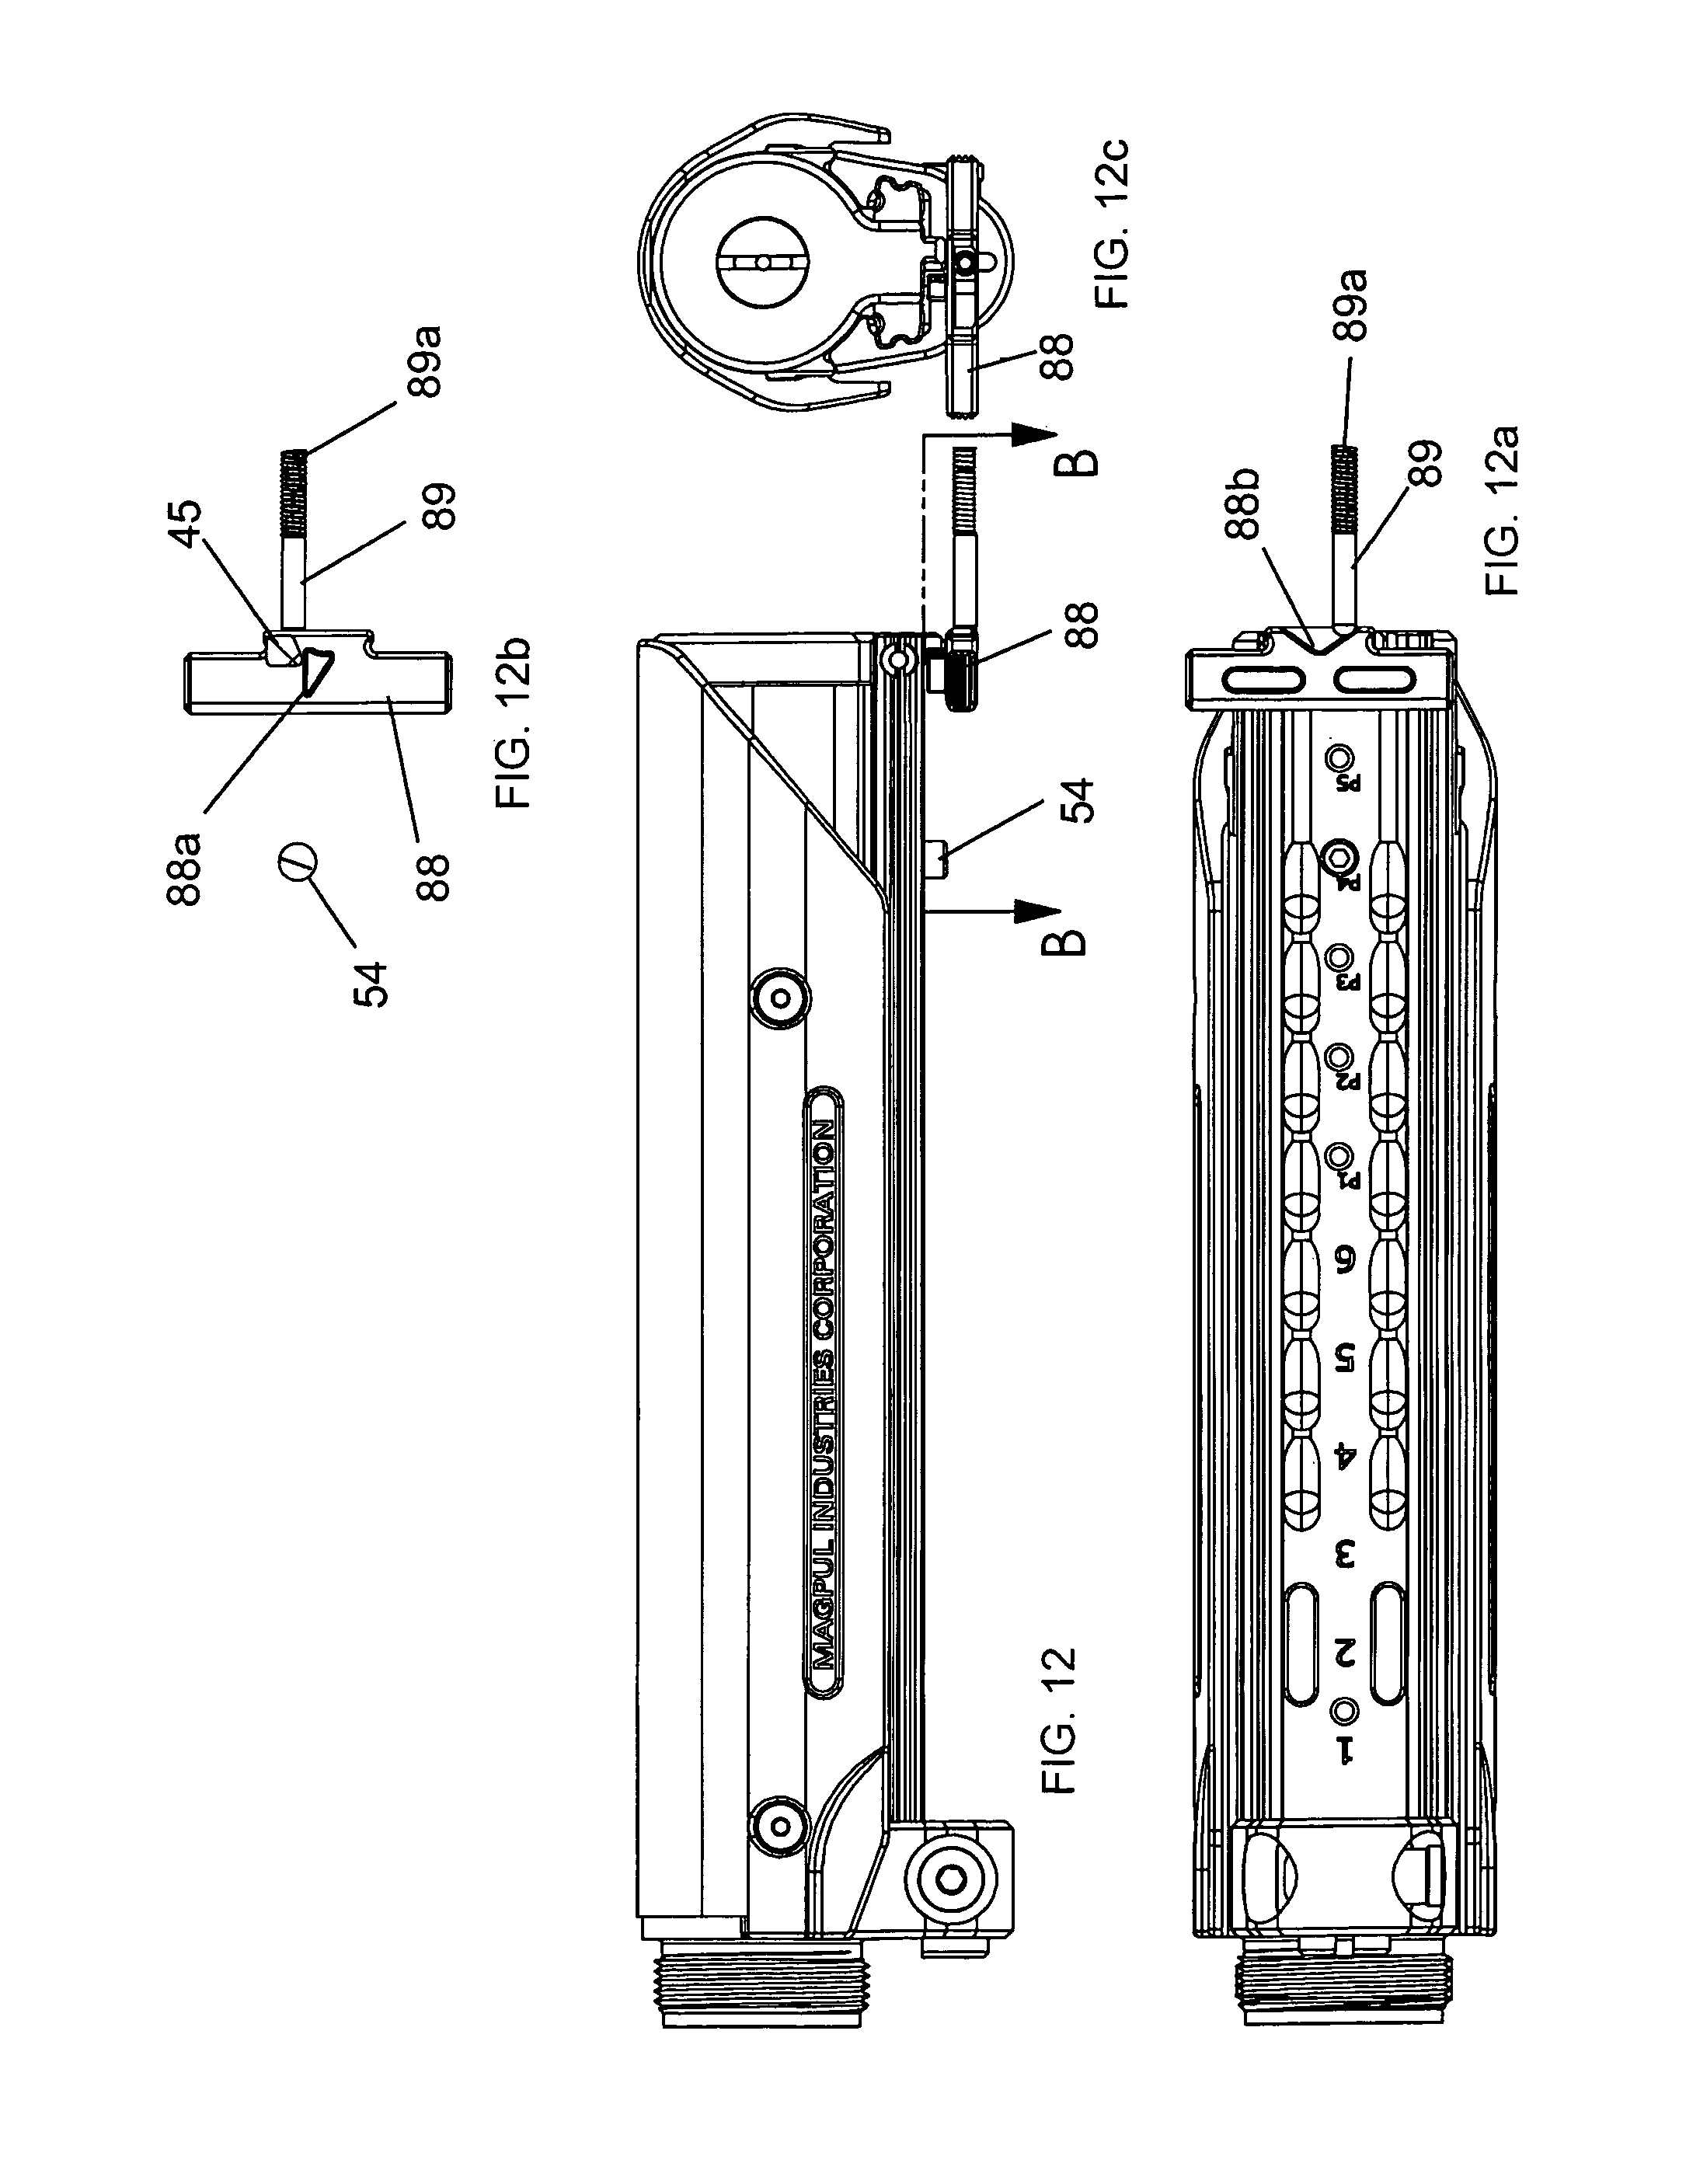 45
89a
88a
89
54
88
FIG. 12b
88
FIG. 12c
MAGPUL INDUSTRIES CORPORATION
54
88
B
B
FIG. 12
88b
89a
1
2
3
4
5
6
P1
P2
P3
P4
P5
89
FIG. 12a